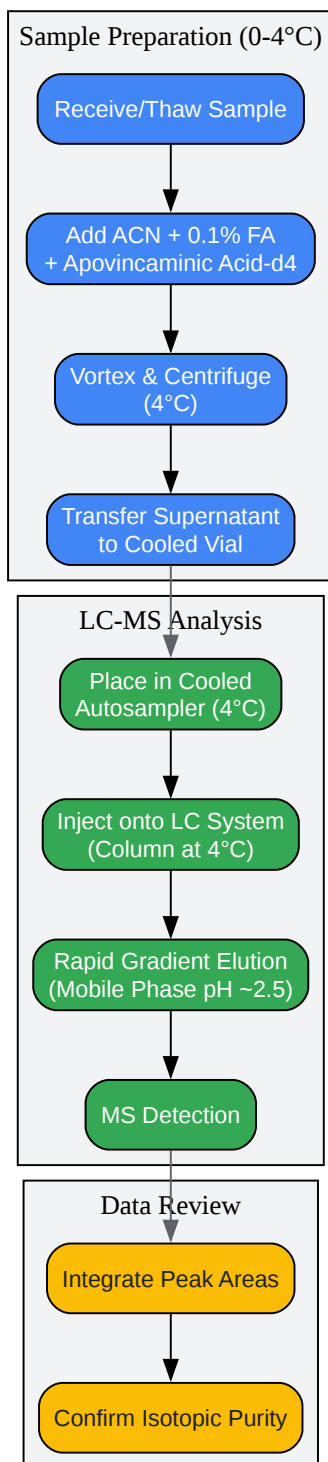 Sample Preparation (0-4°C)
Receive/Thaw Sample
Add ACN + 0.1% FA
+ Apovincaminic Acid-d4
Vortex & Centrifuge
(4°C)
Transfer Supernatant
to Cooled Vial
LC-MS Analysis
Place in Cooled
Autosampler (4°C)
Inject onto LC System
(Column at 4°C)
Rapid Gradient Elution
(Mobile Phase pH ~2.5)
MS Detection
Data Review
Integrate Peak Areas
Confirm Isotopic Purity